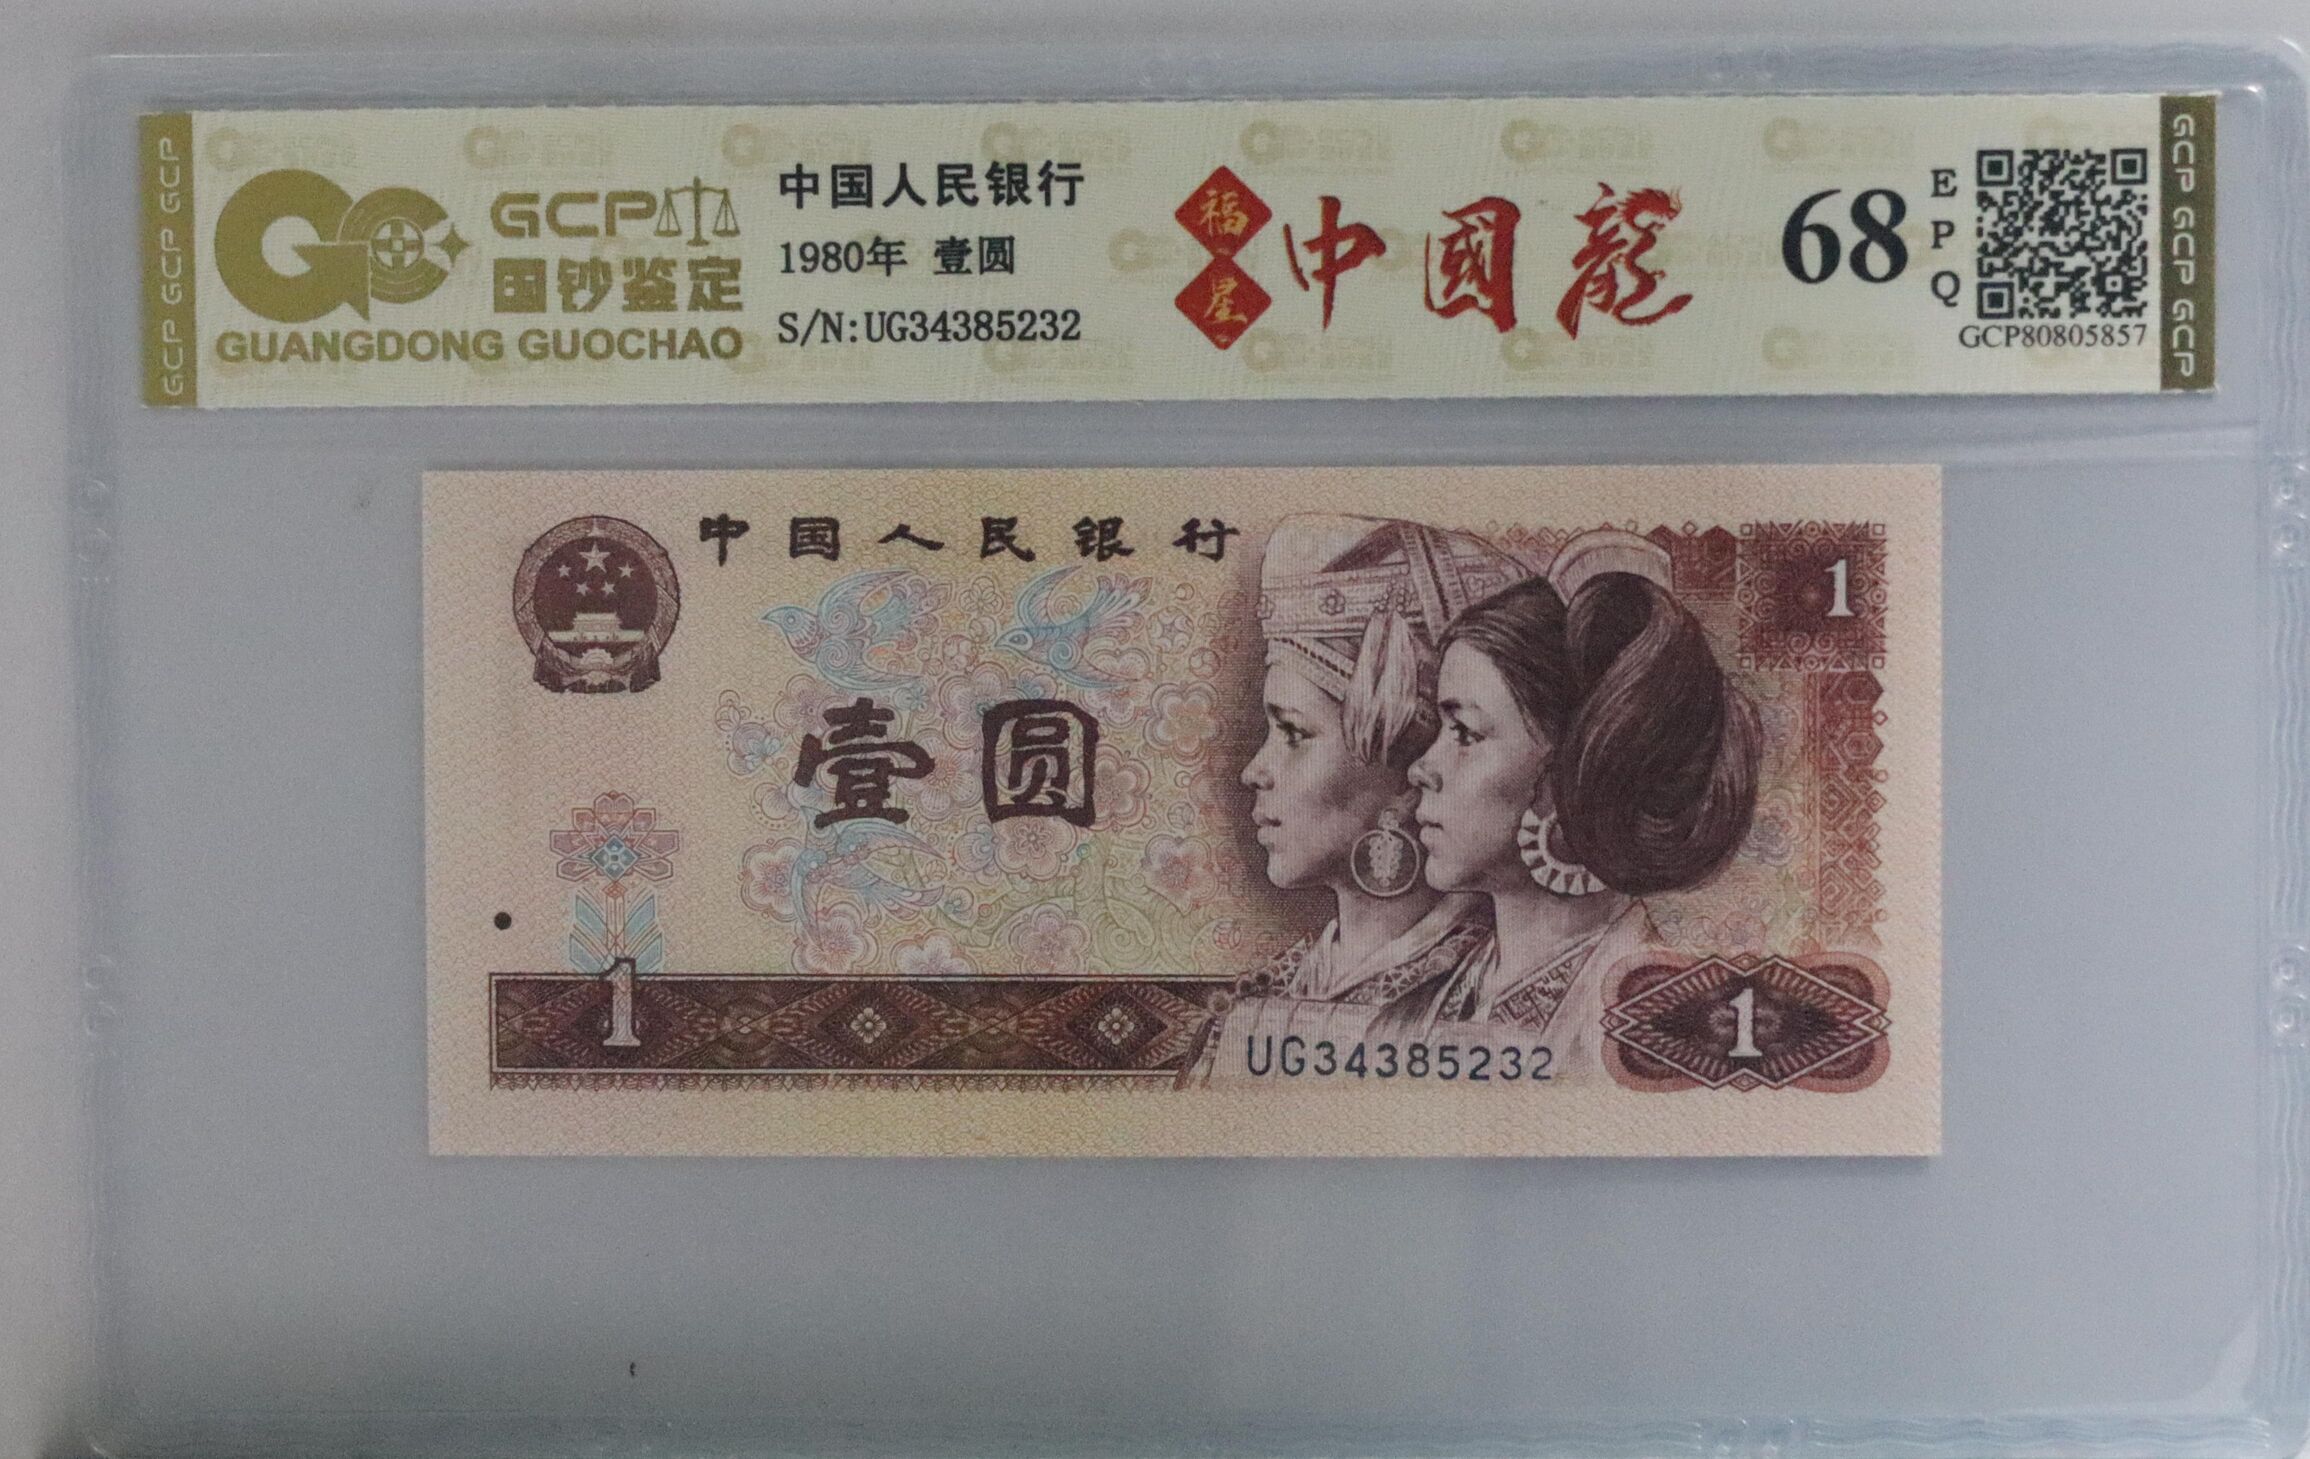 GCP GCP GCP
GCP
国钞鉴定
GUANGDONG GUOCHAO
中国人民银行
1980年 壹圆
S/N:UG34385232
福星
中國龍
68
EPQ
GCP80805857
GCP GCP GCP
中国人民银行
1
壹圆
1
1
UG34385232